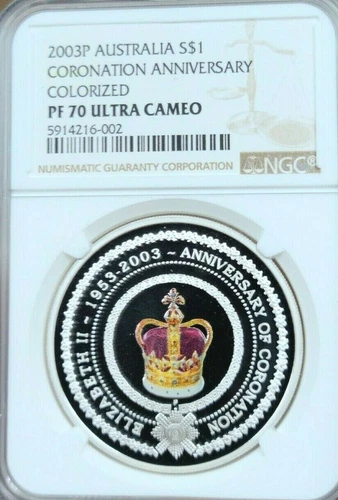 2003P AUSTRALIA S$1
CORONATION ANNIVERSARY
COLORIZED
PF 70 ULTRA CAMEO
5914216-002
NUMISMATIC GUARANTY CORPORATION
NGC®
ELIZABETH II ~ 1953-2003 ~ ANNIVERSARY OF CORONATION